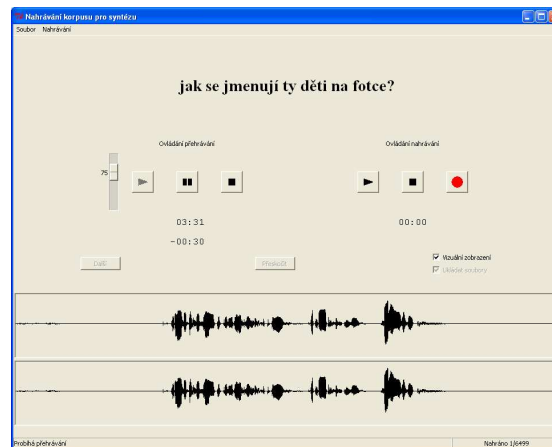 Nahrávání korpusu pro syntézu
Soubor Nahrávání
jak se jmenují ty děti na fotce?
Ovládání přehrávání Ovládání nahrávání
75
03:31 00:00
-00:30
Vizuální zobrazení
Další Přeskočit Ukládat soubory
Probíhá přehrávání Nahráno 1/6499